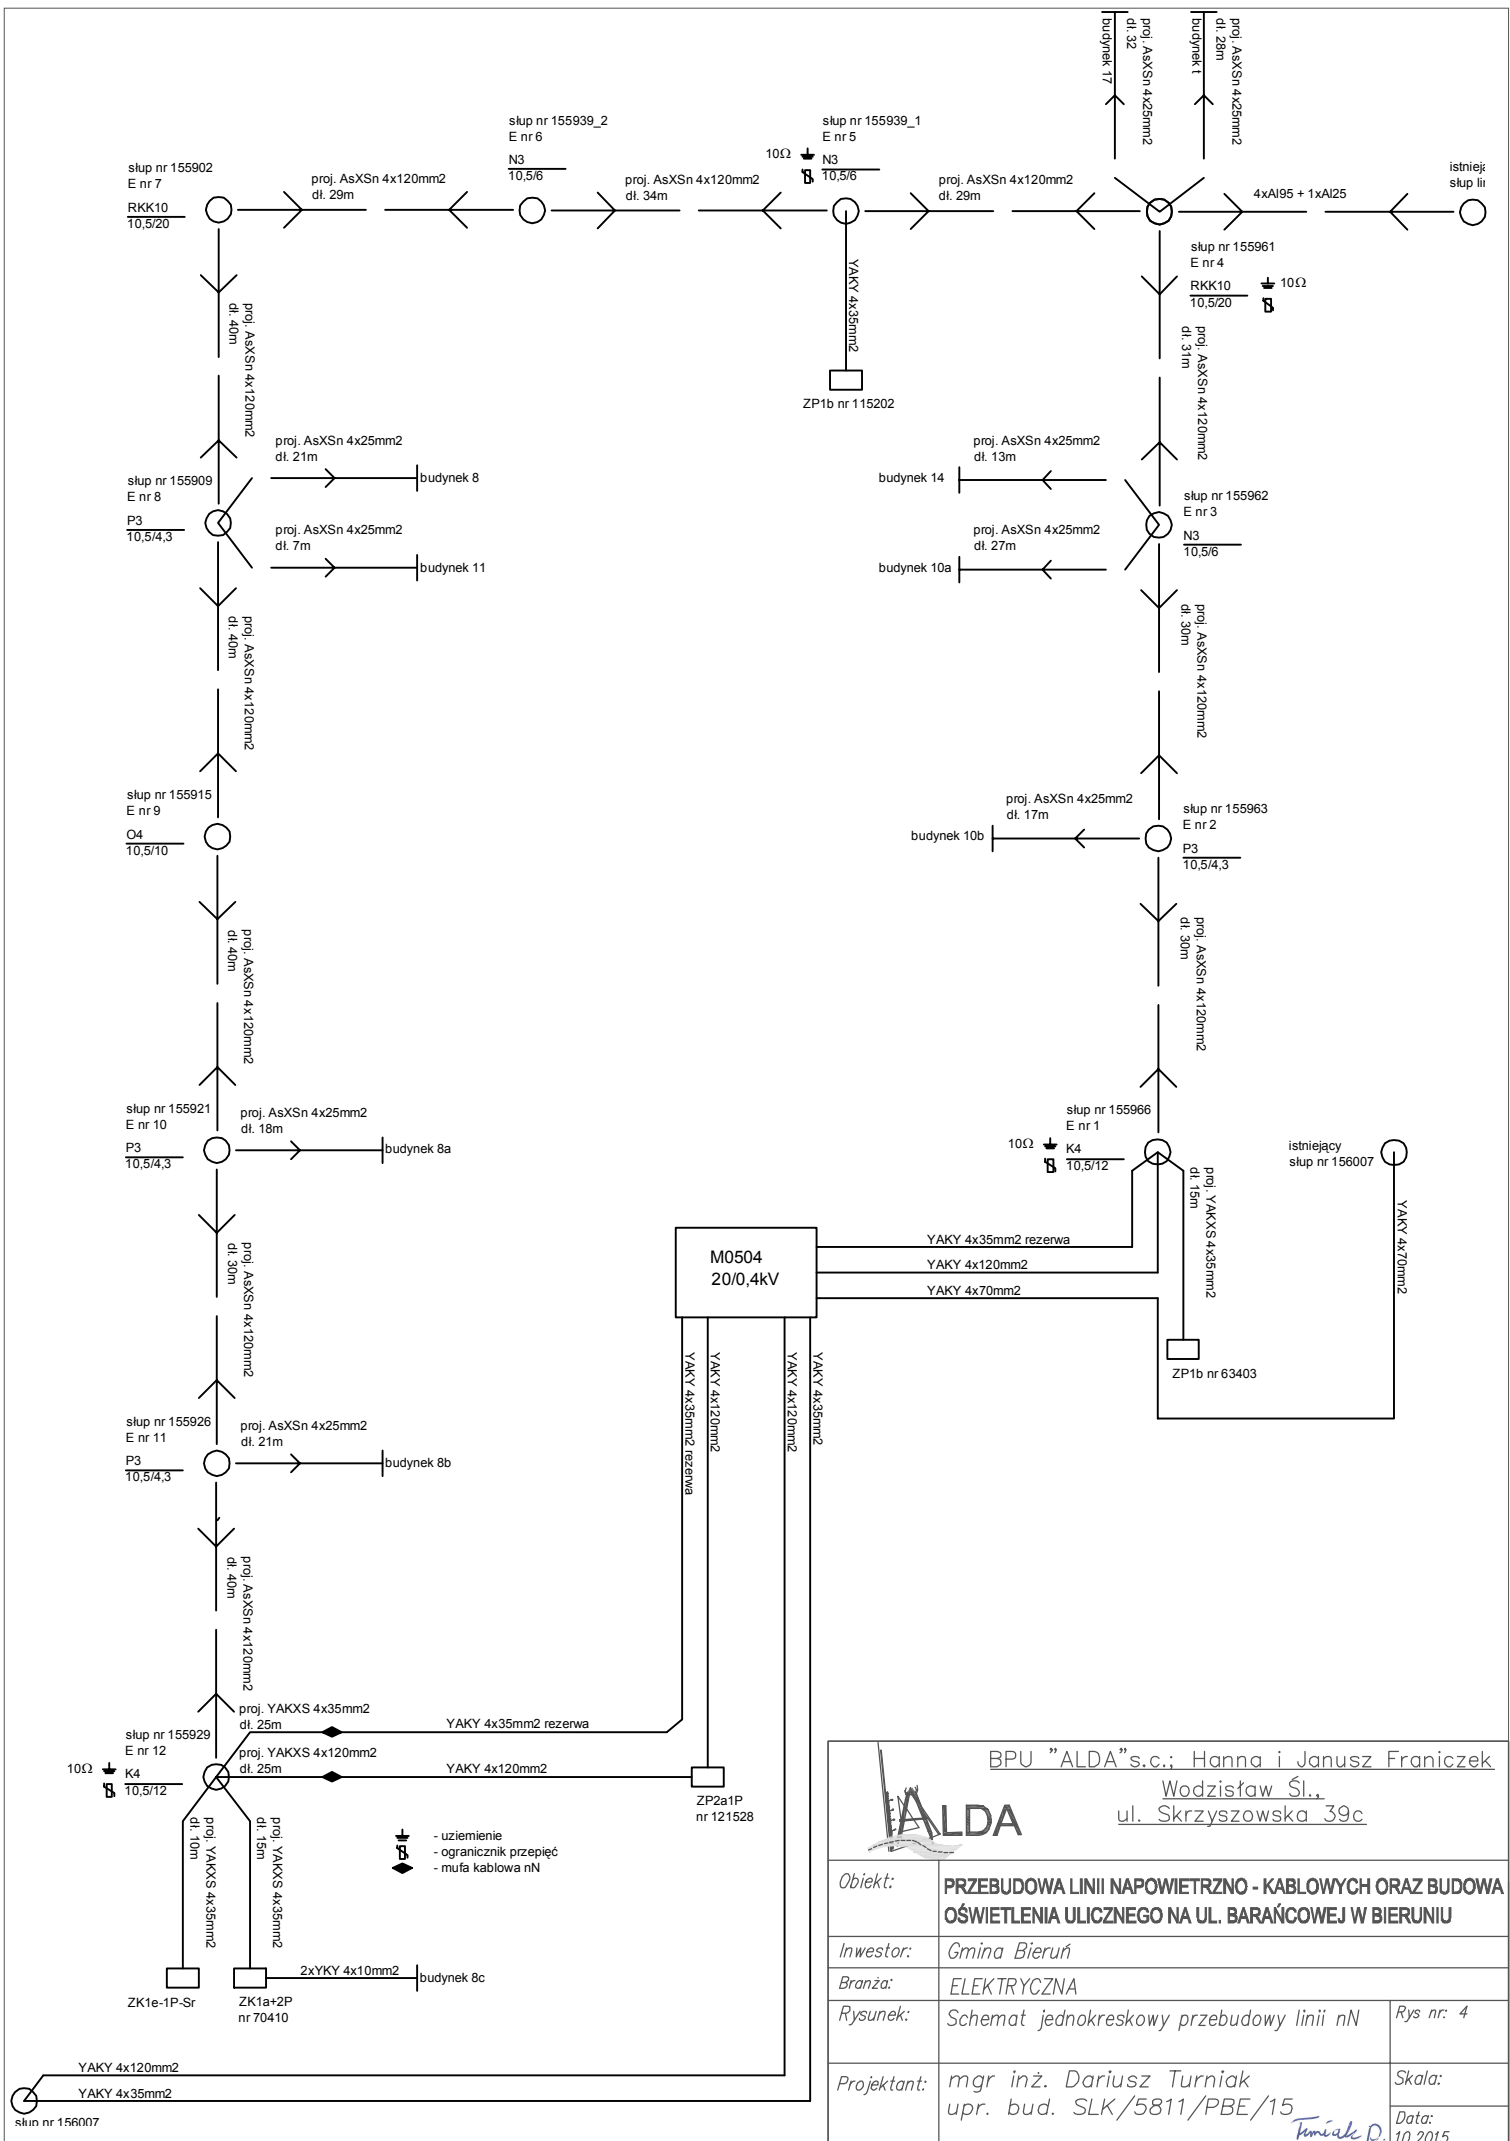 budynek 17
dł. 32
proj. AsXSn 4x25mm2
budynek t
dł. 28m
proj. AsXSn 4x25mm2
słup nr 155902
E nr 7
RKK10
10,5/20
proj. AsXSn 4x120mm2
dł. 29m
słup nr 155939_2
E nr 6
N3
10,5/6
proj. AsXSn 4x120mm2
dł. 34m
słup nr 155939_1
E nr 5
10Ω
N3
10,5/6
proj. AsXSn 4x120mm2
dł. 29m
4xAl95 + 1xAl25
słup nr 155961
E nr 4
RKK10
10,5/20
10Ω
YAKY 4x35mm2
ZP1b nr 115202
proj. AsXSn 4x120mm2
dł. 40m
proj. AsXSn 4x120mm2
dł. 31m
słup nr 155909
E nr 8
P3
10,5/4,3
proj. AsXSn 4x25mm2
dł. 21m
budynek 8
proj. AsXSn 4x25mm2
dł. 7m
budynek 11
proj. AsXSn 4x25mm2
dł. 13m
budynek 14
proj. AsXSn 4x25mm2
dł. 27m
budynek 10a
słup nr 155962
E nr 3
N3
10,5/6
proj. AsXSn 4x120mm2
dł. 40m
proj. AsXSn 4x120mm2
dł. 30m
słup nr 155915
E nr 9
O4
10,5/10
proj. AsXSn 4x25mm2
dł. 17m
budynek 10b
słup nr 155963
E nr 2
P3
10,5/4,3
proj. AsXSn 4x120mm2
dł. 40m
proj. AsXSn 4x120mm2
dł. 30m
słup nr 155921
E nr 10
P3
10,5/4,3
proj. AsXSn 4x25mm2
dł. 18m
budynek 8a
słup nr 155966
E nr 1
10Ω
K4
10,5/12
istniejący
słup nr 156007
proj. YAKXS 4x35mm2
dł. 15m
YAKY 4x70mm2
M0504
20/0,4kV
YAKY 4x35mm2 rezerwa
YAKY 4x120mm2
YAKY 4x70mm2
ZP1b nr 63403
proj. AsXSn 4x120mm2
dł. 30m
YAKY 4x35mm2 rezerwa
YAKY 4x120mm2
YAKY 4x120mm2
YAKY 4x35mm2
słup nr 155926
E nr 11
P3
10,5/4,3
proj. AsXSn 4x25mm2
dł. 21m
budynek 8b
proj. AsXSn 4x120mm2
dł. 40m
słup nr 155929
E nr 12
10Ω
K4
10,5/12
proj. YAKXS 4x35mm2
dł. 25m
YAKY 4x35mm2 rezerwa
proj. YAKXS 4x120mm2
dł. 25m
YAKY 4x120mm2
ZP2a1P
nr 121528
proj. YAKXS 4x35mm2
dł. 10m
proj. YAKXS 4x35mm2
dł. 15m
- uziemienie
- ogranicznik przepięć
- mufa kablowa nN
ZK1e-1P-Sr
ZK1a+2P
nr 70410
2xYKY 4x10mm2
budynek 8c
YAKY 4x120mm2
YAKY 4x35mm2
słup nr 156007
ALDA
BPU "ALDA"s.c.; Hanna i Janusz Franiczek
Wodzisław Śl.,
ul. Skrzyszowska 39c
Obiekt:
PRZEBUDOWA LINII NAPOWIETRZNO - KABLOWYCH ORAZ BUDOWA
OŚWIETLENIA ULICZNEGO NA UL. BARAŃCOWEJ W BIERUNIU
Inwestor:
Gmina Bieruń
Branża:
ELEKTRYCZNA
Rysunek:
Schemat jednokreskowy przebudowy linii nN
Rys nr: 4
Projektant:
mgr inż. Dariusz Turniak
upr. bud. SLK/5811/PBE/15
Skala:
Data:
10.2015